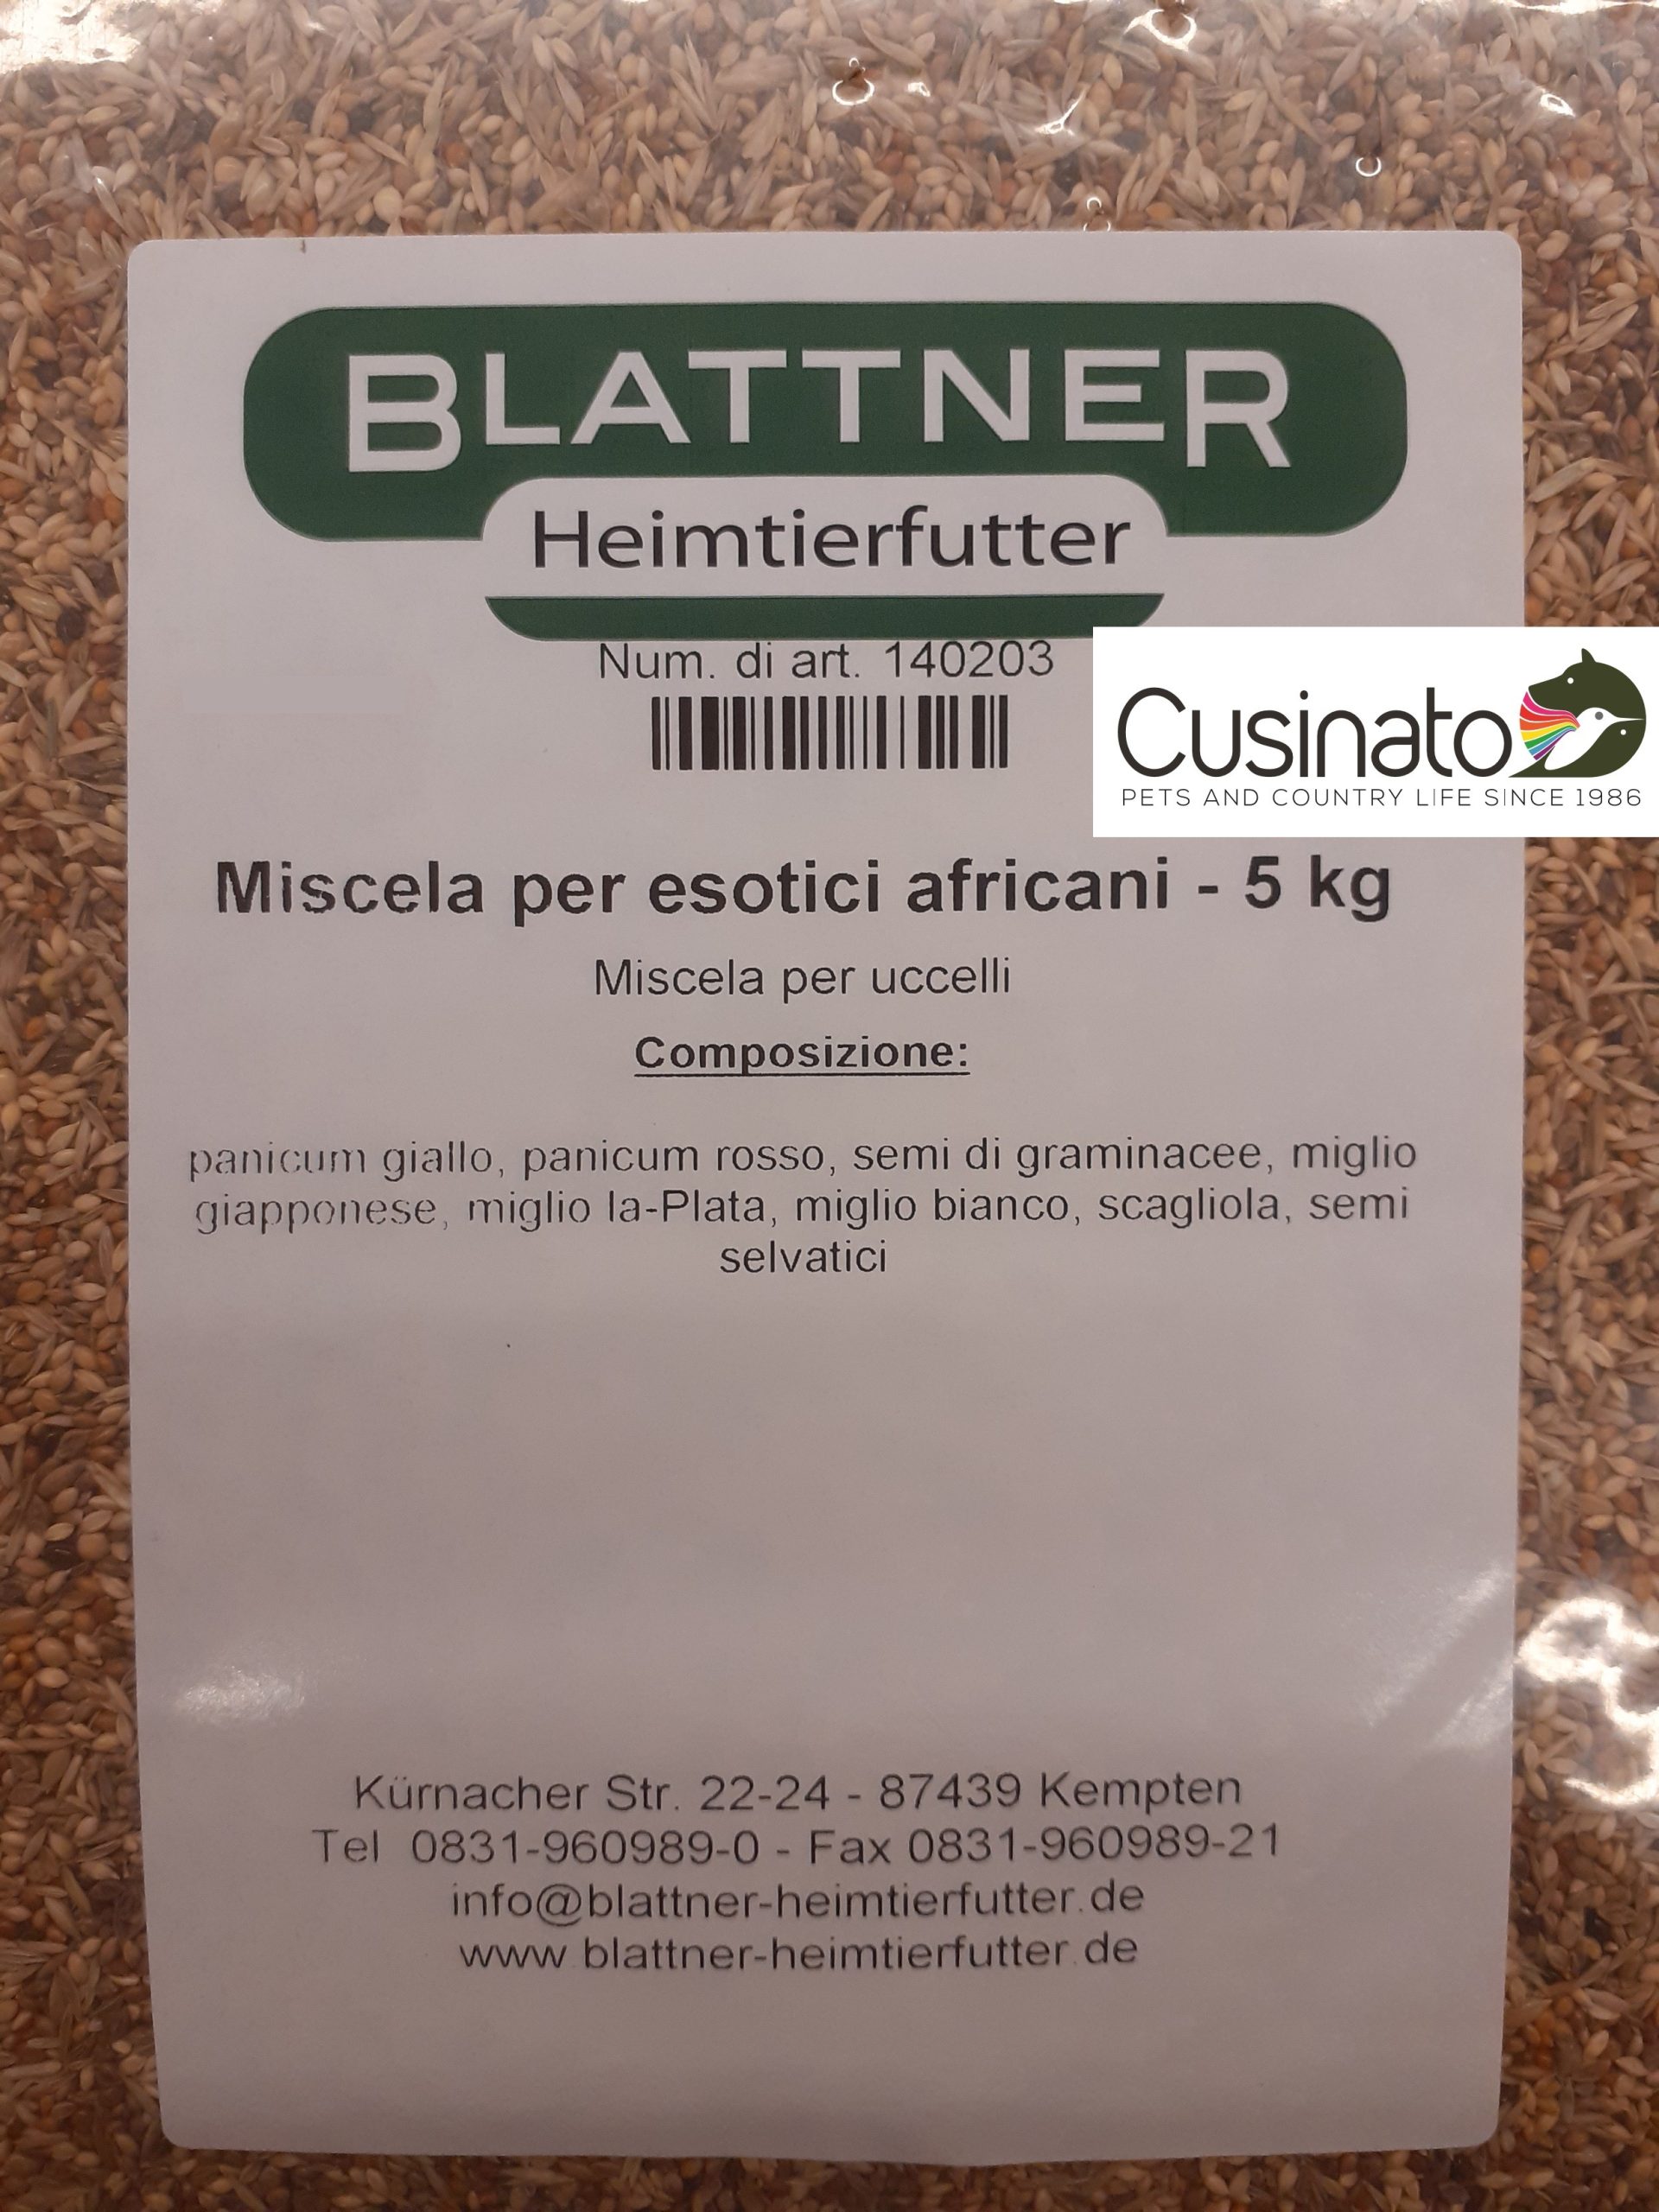 BLATTNER
Heimtierfutter
Num. di art. 140203
Cusinato
PETS AND COUNTRY LIFE SINCE 1986
Miscela per esotici africani - 5 kg
Miscela per uccelli
Composizione:
panicum giallo, panicum rosso, semi di graminacee, miglio
giapponese, miglio la-Plata, miglio bianco, scagliola, semi
selvatici
Kürnacher Str. 22-24 - 87439 Kempten
Tel 0831-960989-0 - Fax 0831-960989-21
info@blattner-heimtierfutter.de
www.blattner-heimtierfutter.de